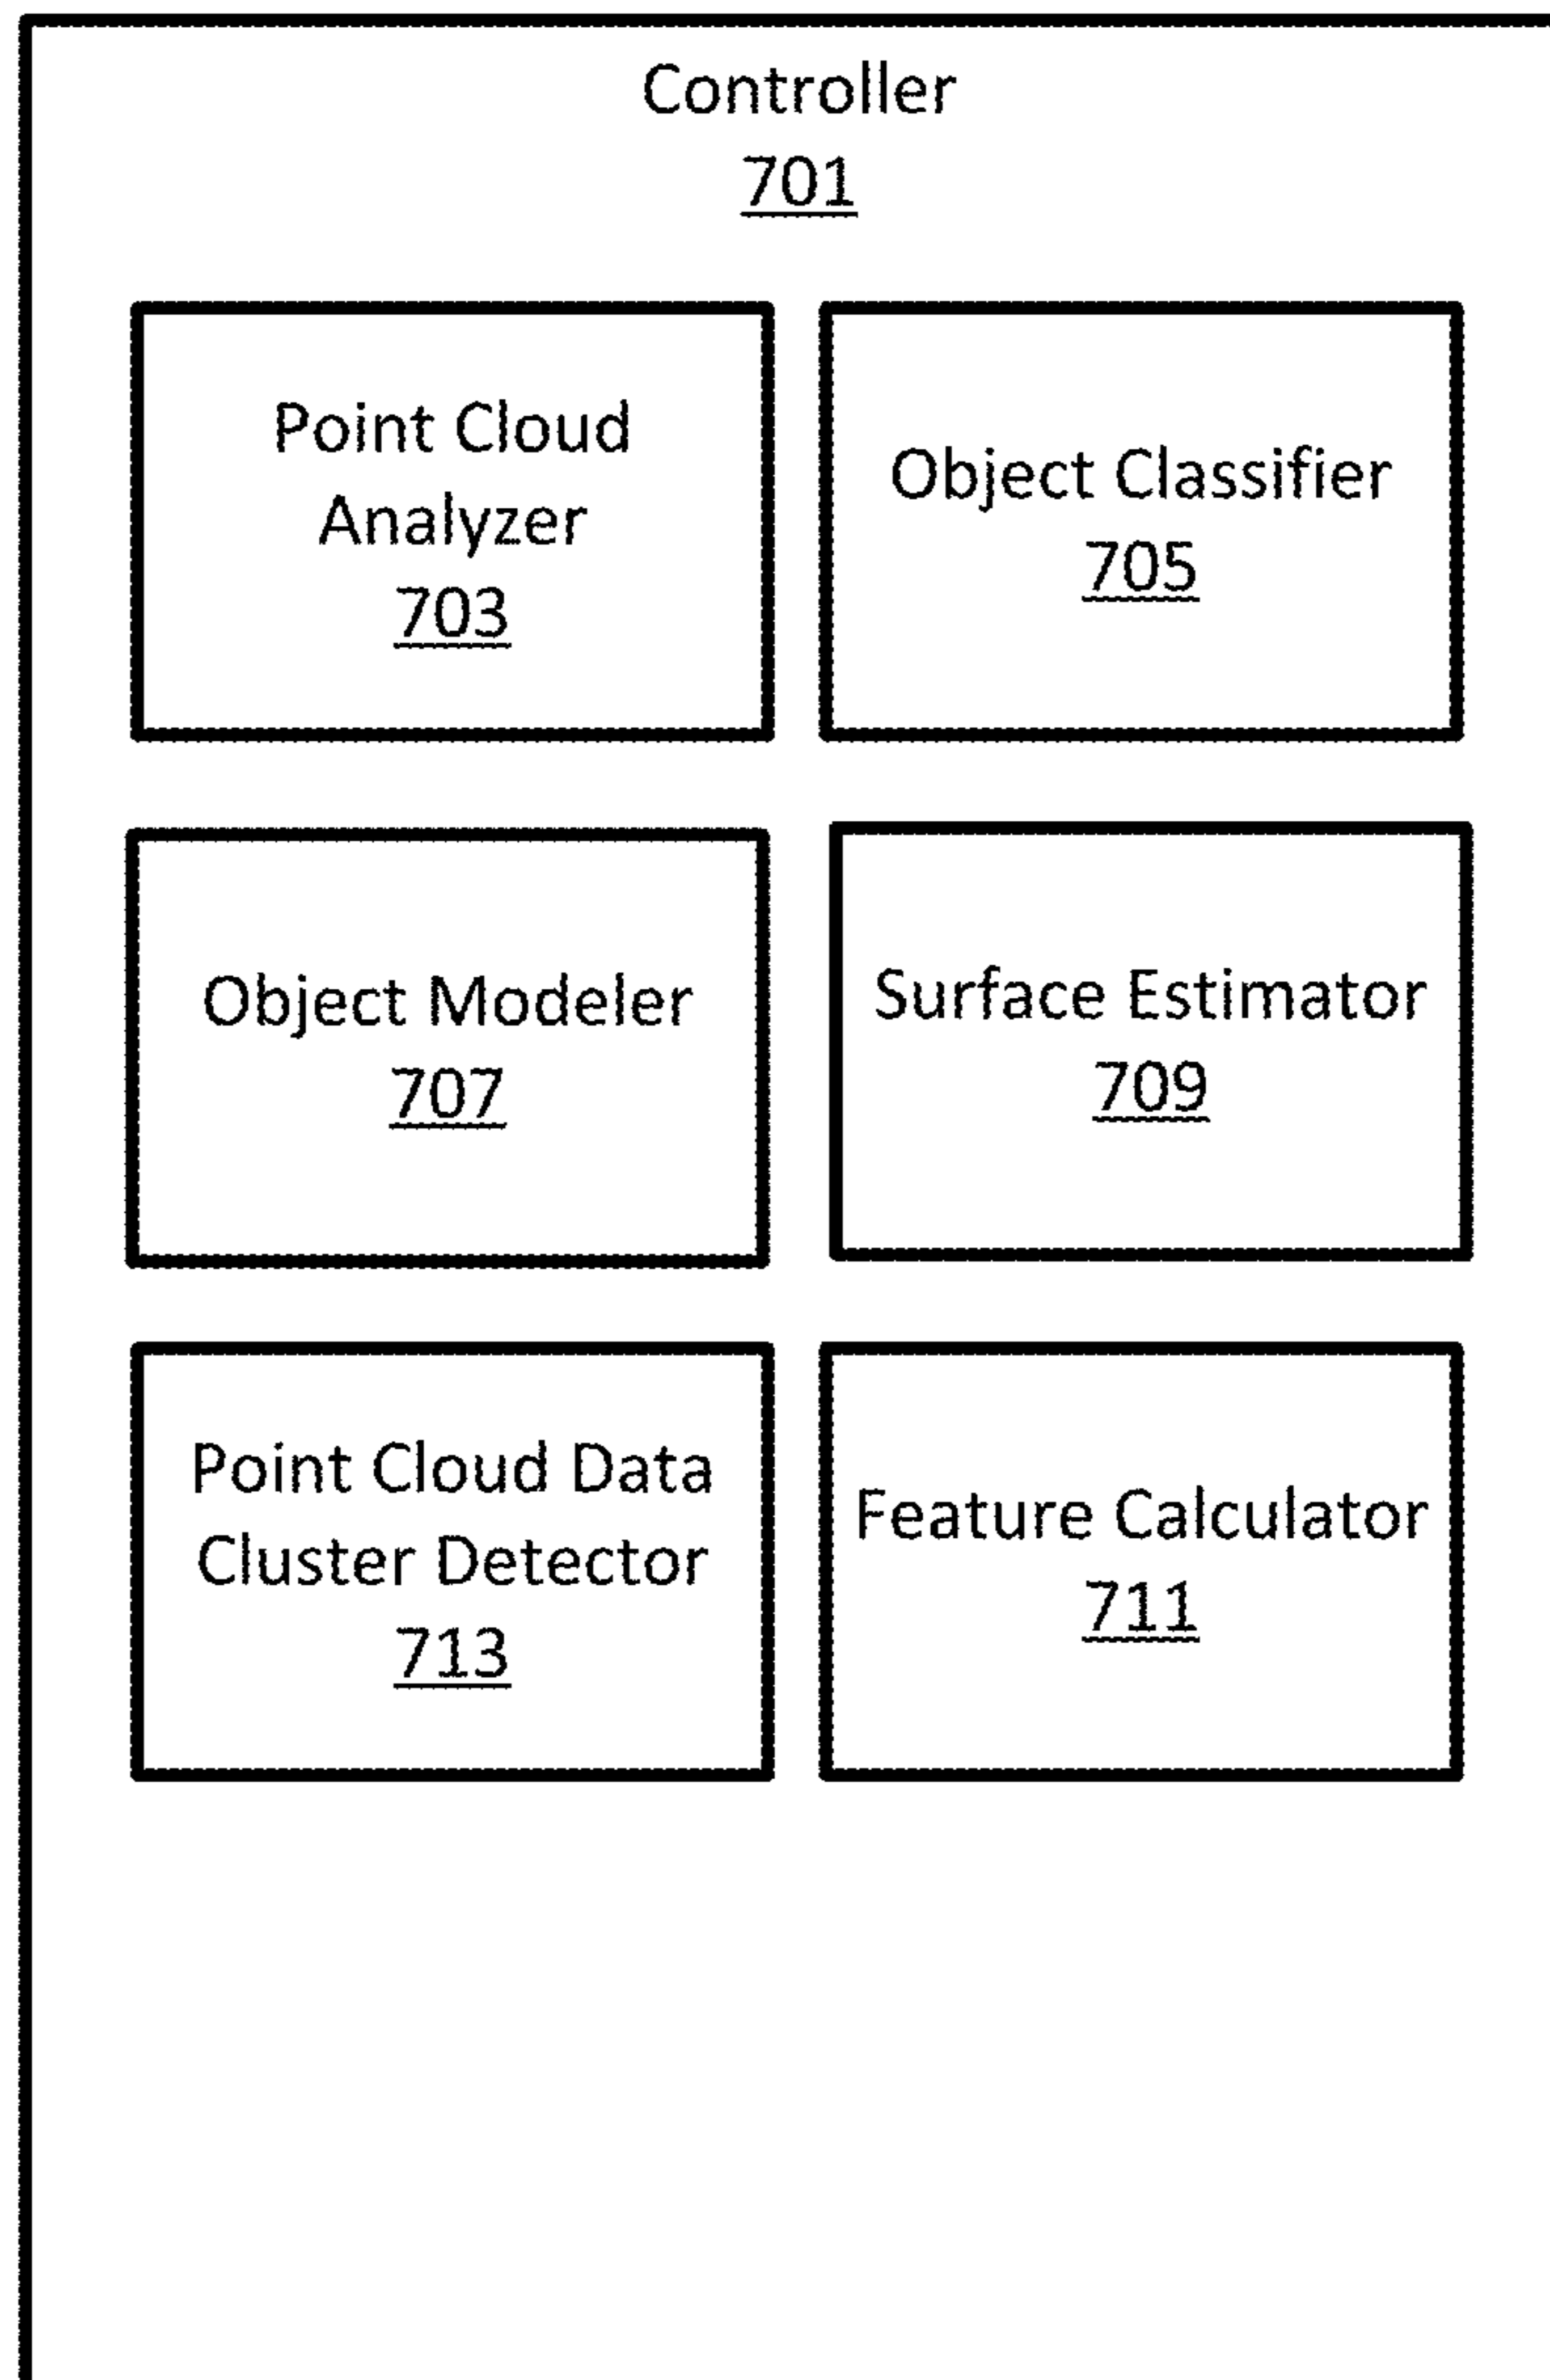 Controller
701
Point Cloud
Analyzer
703
Object Classifier
705
Object Modeler
707
Surface Estimator
709
Point Cloud Data
Cluster Detector
713
Feature Calculator
711